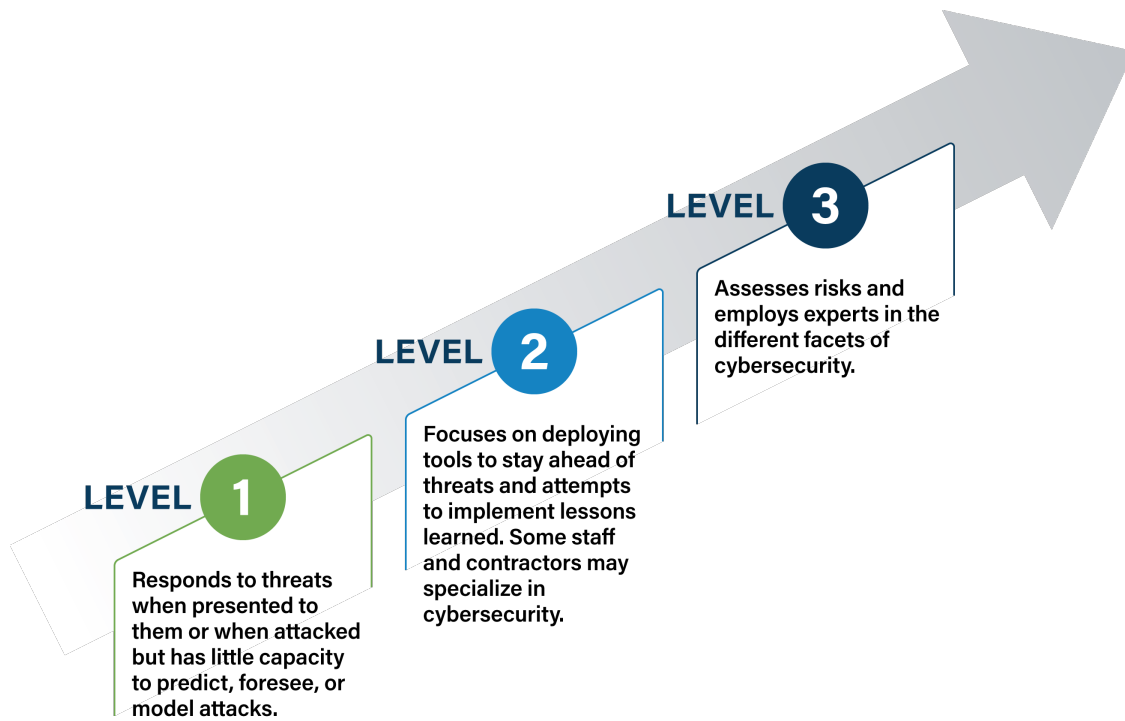 LEVEL 1
Responds to threats
when presented to
them or when attacked
but has little capacity
to predict, foresee, or
model attacks.
LEVEL 2
Focuses on deploying
tools to stay ahead of
threats and attempts
to implement lessons
learned. Some staff
and contractors may
specialize in
cybersecurity.
LEVEL 3
Assesses risks and
employs experts in the
different facets of
cybersecurity.